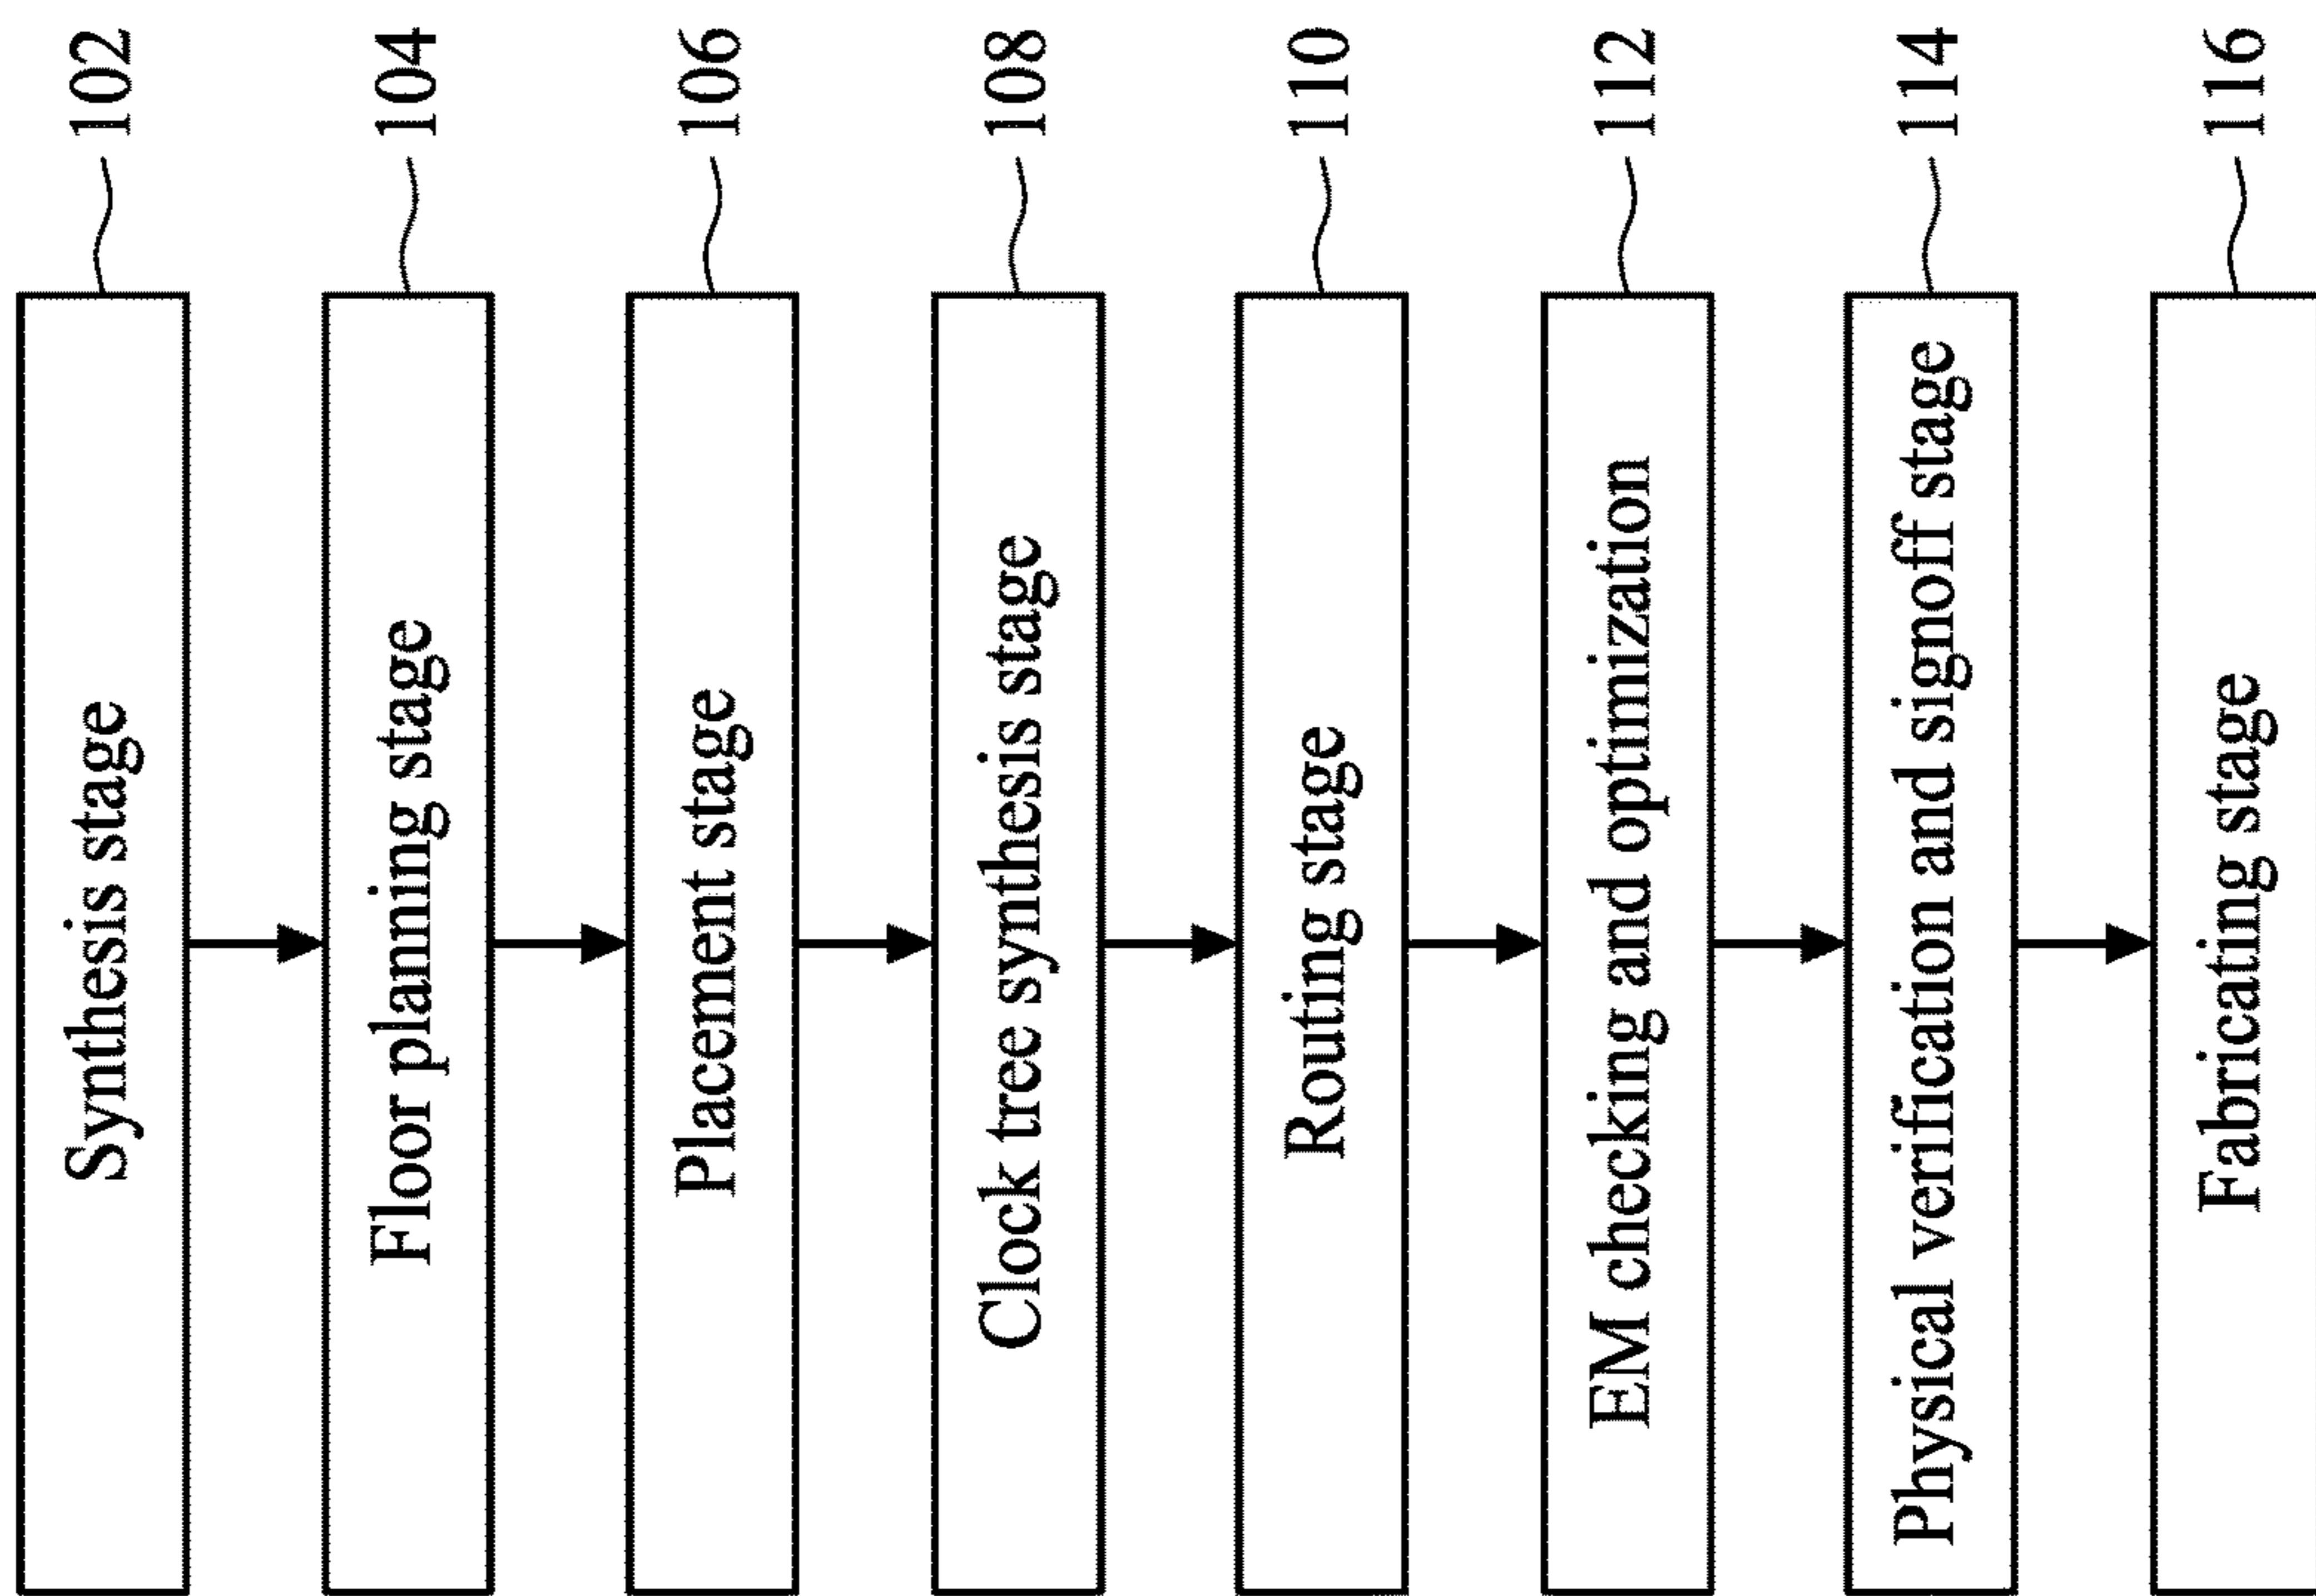 Synthesis stage 102
Floor planning stage 104
Placement stage 106
Clock tree synthesis stage 108
Routing stage 110
EM checking and optimization 112
Physical verification and signoff stage 114
Fabricating stage 116